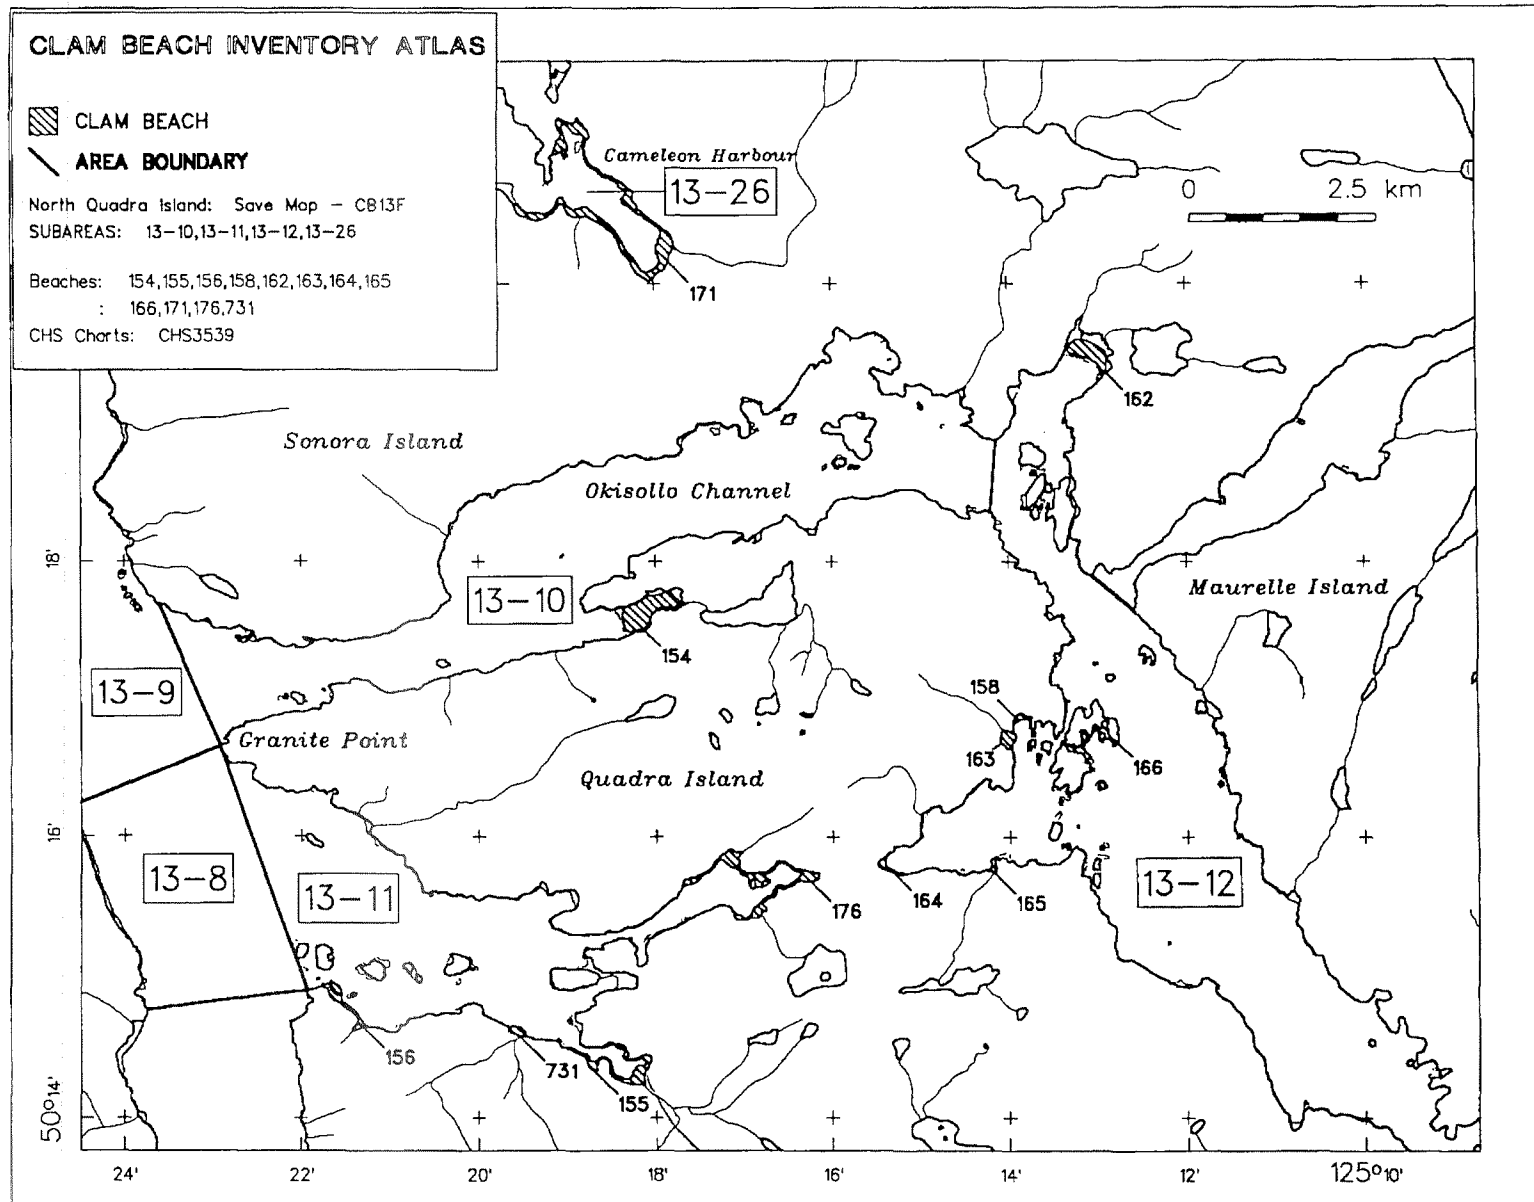 CLAM BEACH INVENTORY ATLAS
CLAM BEACH
AREA BOUNDARY
North Quadra Island: Save Map - CB13F
SUBAREAS: 13-10,13-11,13-12,13-26
Beaches: 154,155,156,158,162,163,164,165
: 166,171,176,731
CHS Charts: CHS3539
Cameleon Harbour
13-26
0 2.5 km
171
162
Sonora Island
Okisollo Channel
18'
13-10
Maurelle Island
154
13-9
158
Granite Point
163
166
Quadra Island
16'
13-8
13-11
13-12
176
164
165
156
731
155
50°14'
24'
22'
20'
18'
16'
14'
12'
125°10'